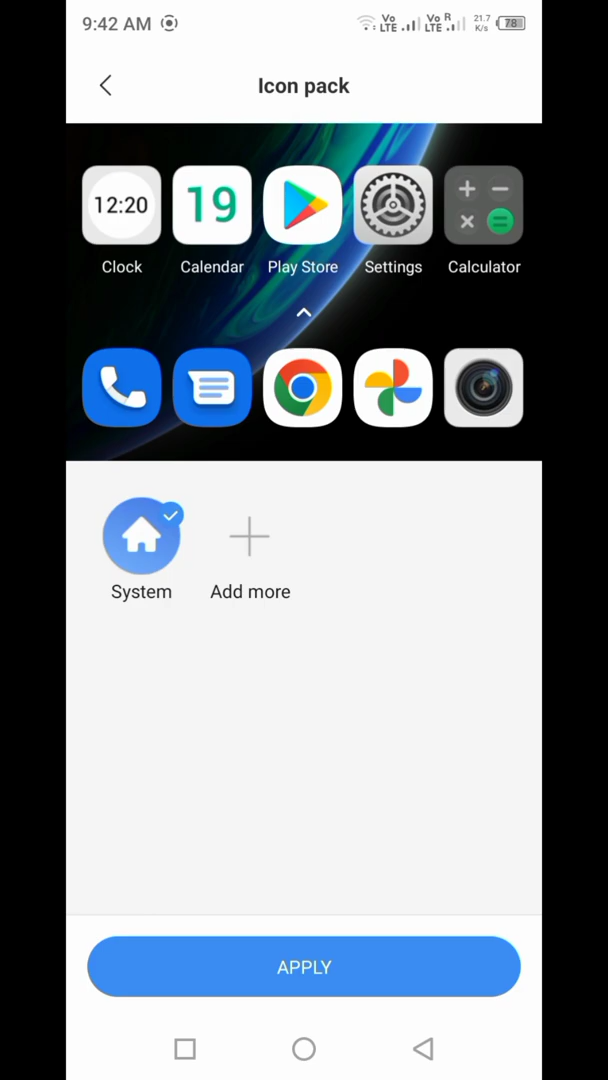 9:42 AM Vo LTE Vo R LTE 21.7 K/s 78
Icon pack
12:20 19
Clock Calendar Play Store Settings Calculator
System Add more
APPLY